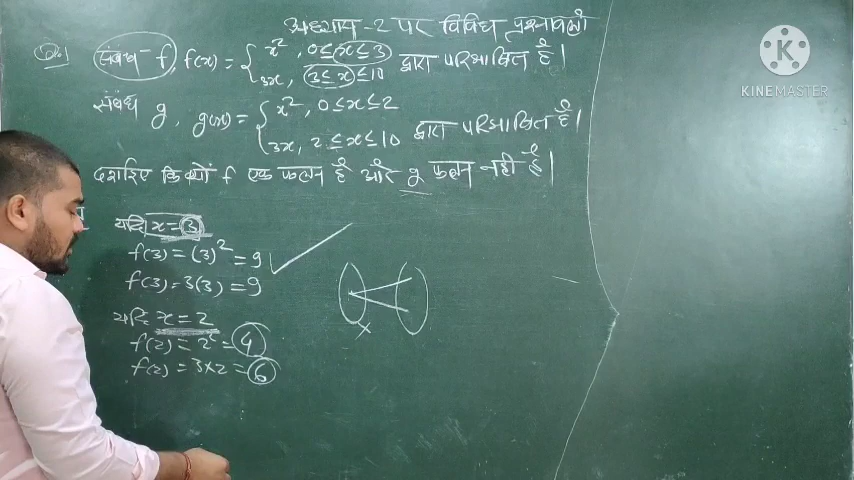 अध्याय-2 पर विविध प्रश्नावली
Q.1 संबंध-f, f(x) = { x², 0≤x≤3
3x, 3≤x≤10 द्वारा परिभाषित है।
संबंध g, g(x) = { x², 0≤x≤2
3x, 2≤x≤10 द्वारा परिभाषित है।
दर्शाइए कि क्यों f एक फलन है और g फलन नही है।
यदि x=3
f(3) = (3)² = 9
f(3) = 3(3) = 9
यदि x=2
f(2) = 2² = 4
f(2) = 3×2 = 6
x
KINEMASTER